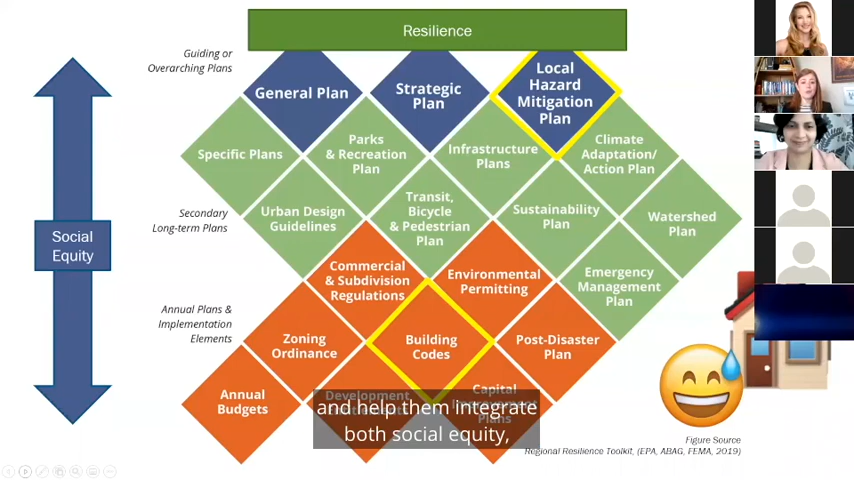 Resilience
Guiding or
Overarching Plans
General Plan
Strategic
Plan
Local
Hazard
Mitigation
Plan
Specific Plans
Parks
& Recreation
Plan
Infrastructure
Plans
Climate
Adaptation/
Action Plan
Secondary
Long-term Plans
Urban Design
Guidelines
Transit,
Bicycle
& Pedestrian
Plan
Sustainability
Plan
Watershed
Plan
Social
Equity
Commercial
& Subdivision
Regulations
Environmental
Permitting
Emergency
Management
Plan
Annual Plans &
Implementation
Elements
Zoning
Ordinance
Building
Codes
Post-Disaster
Plan
Annual
Budgets
Development
Capital
Plans
and help them integrate
both social equity,
Figure Source
Regional Resilience Toolkit, (EPA, ABAG, FEMA, 2019)